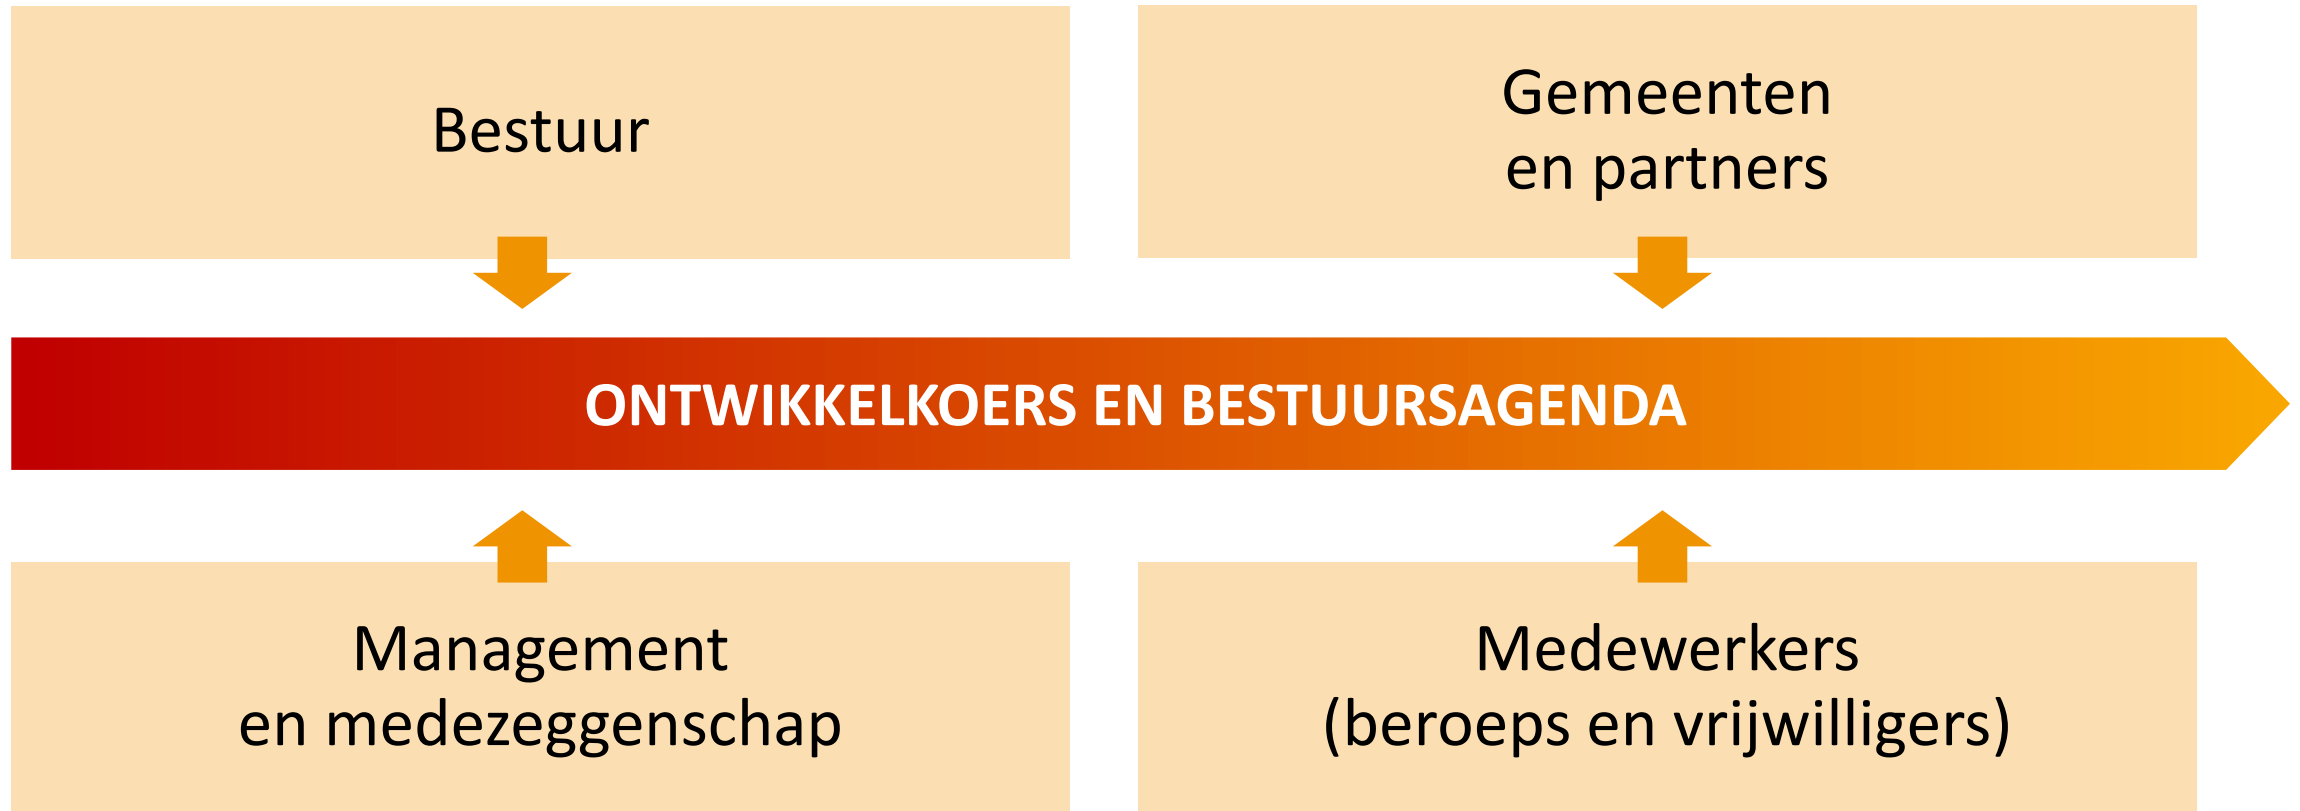 Bestuur
Gemeenten
en partners
ONTWIKKELKOERS EN BESTUURSAGENDA
Management
en medezeggenschap
Medewerkers
(beroeps en vrijwilligers)